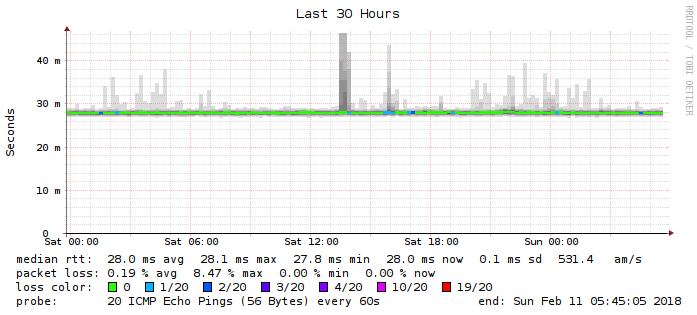 Last 30 Hours
RRDTOOL / TOBI OETIKER
Seconds
40 m
30 m
20 m
10 m
0
Sat 00:00 Sat 06:00 Sat 12:00 Sat 18:00 Sun 00:00
median rtt: 28.0 ms avg 28.1 ms max 27.8 ms min 28.0 ms now 0.1 ms sd 531.4 am/s
packet loss: 0.19 % avg 8.47 % max 0.00 % min 0.00 % now
loss color: 0 1/20 2/20 3/20 4/20 10/20 19/20
probe: 20 ICMP Echo Pings (56 Bytes) every 60s end: Sun Feb 11 05:45:05 2018